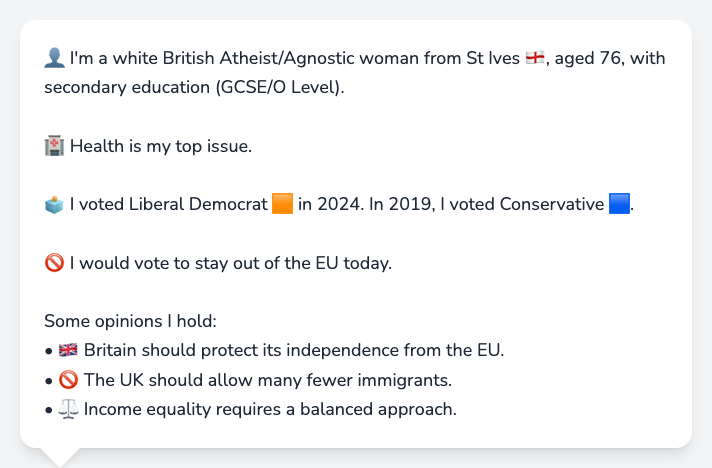 👤 I'm a white British Atheist/Agnostic woman from St Ives 🏴󠁧󠁢󠁥󠁮󠁧󠁿, aged 76, with
secondary education (GCSE/O Level).
🏥 Health is my top issue.
🗳️ I voted Liberal Democrat 🟧 in 2024. In 2019, I voted Conservative 🟦.
🚫 I would vote to stay out of the EU today.
Some opinions I hold:
• 🇬🇧 Britain should protect its independence from the EU.
• 🚫 The UK should allow many fewer immigrants.
• ⚖️ Income equality requires a balanced approach.